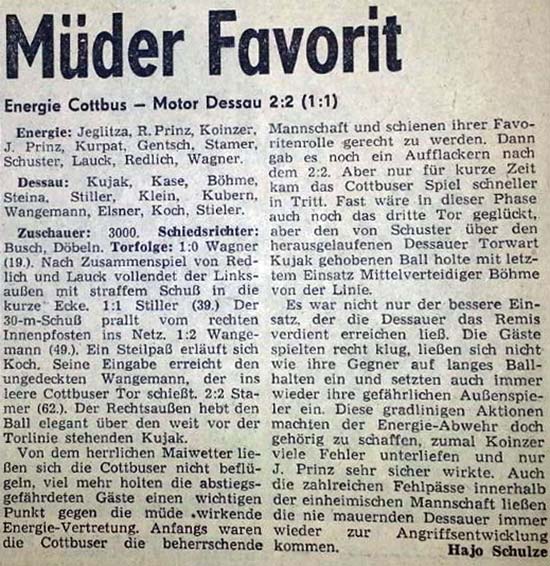 Müder Favorit
Energie Cottbus — Motor Dessau 2:2 (1:1)
Energie: Jeglitza, R. Prinz, Koinzer,
J. Prinz, Kurpat, Gentsch, Stamer,
Schuster, Lauck, Redlich, Wagner.
Dessau: Kujak, Kase, Böhme,
Steina, Stiller, Klein, Kubern,
Wangemann, Elsner, Koch, Stieler.
Zuschauer: 3000. Schiedsrichter:
Busch, Döbeln. Torfolge: 1:0 Wagner
(19.). Nach Zusammenspiel von Red-
lich und Lauck vollendet der Links-
außen mit straffem Schuß in die
kurze Ecke. 1:1 Stiller (39.) Der
30-m-Schuß prallt vom rechten
Innenpfosten ins Netz. 1:2 Wange-
mann (49.). Ein Steilpaß erläuft sich
Koch. Seine Eingabe erreicht den
ungedeckten Wangemann, der ins
leere Cottbuser Tor schießt. 2:2 Sta-
mer (62.). Der Rechtsaußen hebt den
Ball elegant über den weit vor der
Torlinie stehenden Kujak.
Von dem herrlichen Maiwetter lie-
ßen sich die Cottbuser nicht beflü-
geln, viel mehr holten die abstiegs-
gefährdeten Gäste einen wichtigen
Punkt gegen die müde wirkende
Energie-Vertretung. Anfangs waren
die Cottbuser die beherrschende
Mannschaft und schienen ihrer Favo-
ritenrolle gerecht zu werden. Dann
gab es noch ein Aufflackern nach
dem 2:2. Aber nur für kurze Zeit
kam das Cottbuser Spiel schneller
in Tritt. Fast wäre in dieser Phase
auch noch das dritte Tor geglückt,
aber den von Schuster über den
herausgelaufenen Dessauer Torwart
Kujak gehobenen Ball holte mit letz-
tem Einsatz Mittelverteidiger Böhme
von der Linie.
Es war nicht nur der bessere Ein-
satz, der die Dessauer das Remis
verdient erreichen ließ. Die Gäste
spielten recht klug, ließen sich nicht
wie ihre Gegner auf langes Ball-
halten ein und setzten auch immer
wieder ihre gefährlichen Außenspie-
ler ein. Diese gradlinigen Aktionen
machten der Energie-Abwehr doch
gehörig zu schaffen, zumal Koinzer
viele Fehler unterliefen und nur
J. Prinz sehr sicher wirkte. Auch
die zahlreichen Fehlpässe innerhalb
der einheimischen Mannschaft ließen
die nie mauernden Dessauer immer
wieder zur Angriffsentwicklung
kommen. Hajo Schulze